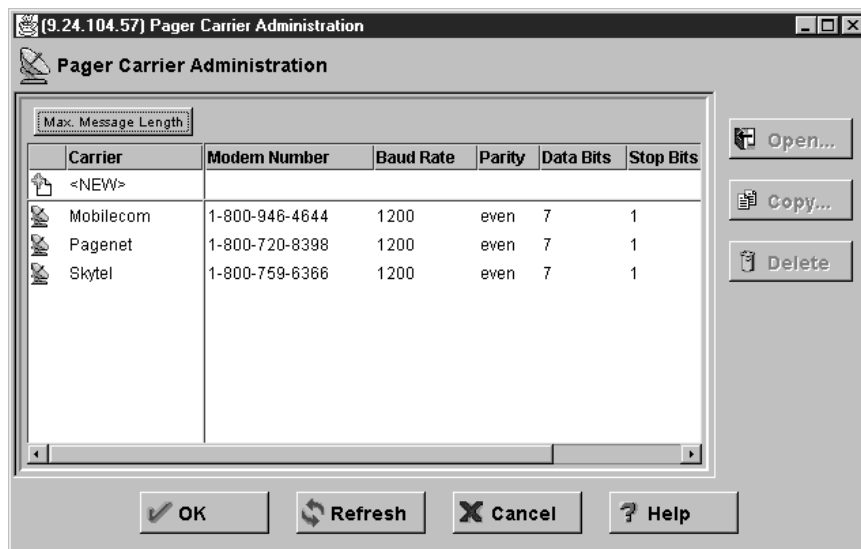 (9.24.104.57) Pager Carrier Administration
Pager Carrier Administration
Max. Message Length
Carrier Modem Number Baud Rate Parity Data Bits Stop Bits
<NEW>
Mobilecom 1-800-946-4644 1200 even 7 1
Pagenet 1-800-720-8398 1200 even 7 1
Skytel 1-800-759-6366 1200 even 7 1
Open...
Copy...
Delete
OK Refresh Cancel Help